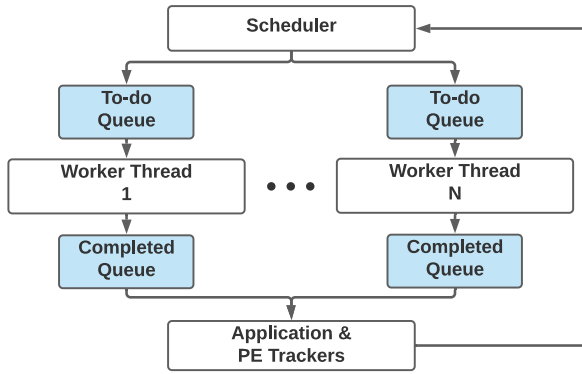 Scheduler
To-do
Queue
To-do
Queue
Worker Thread
1
Worker Thread
N
Completed
Queue
Completed
Queue
Application &
PE Trackers